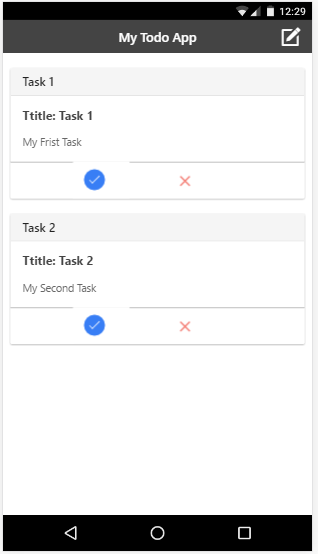 12:29
My Todo App
Task 1
Ttitle: Task 1
My Frist Task
Task 2
Ttitle: Task 2
My Second Task